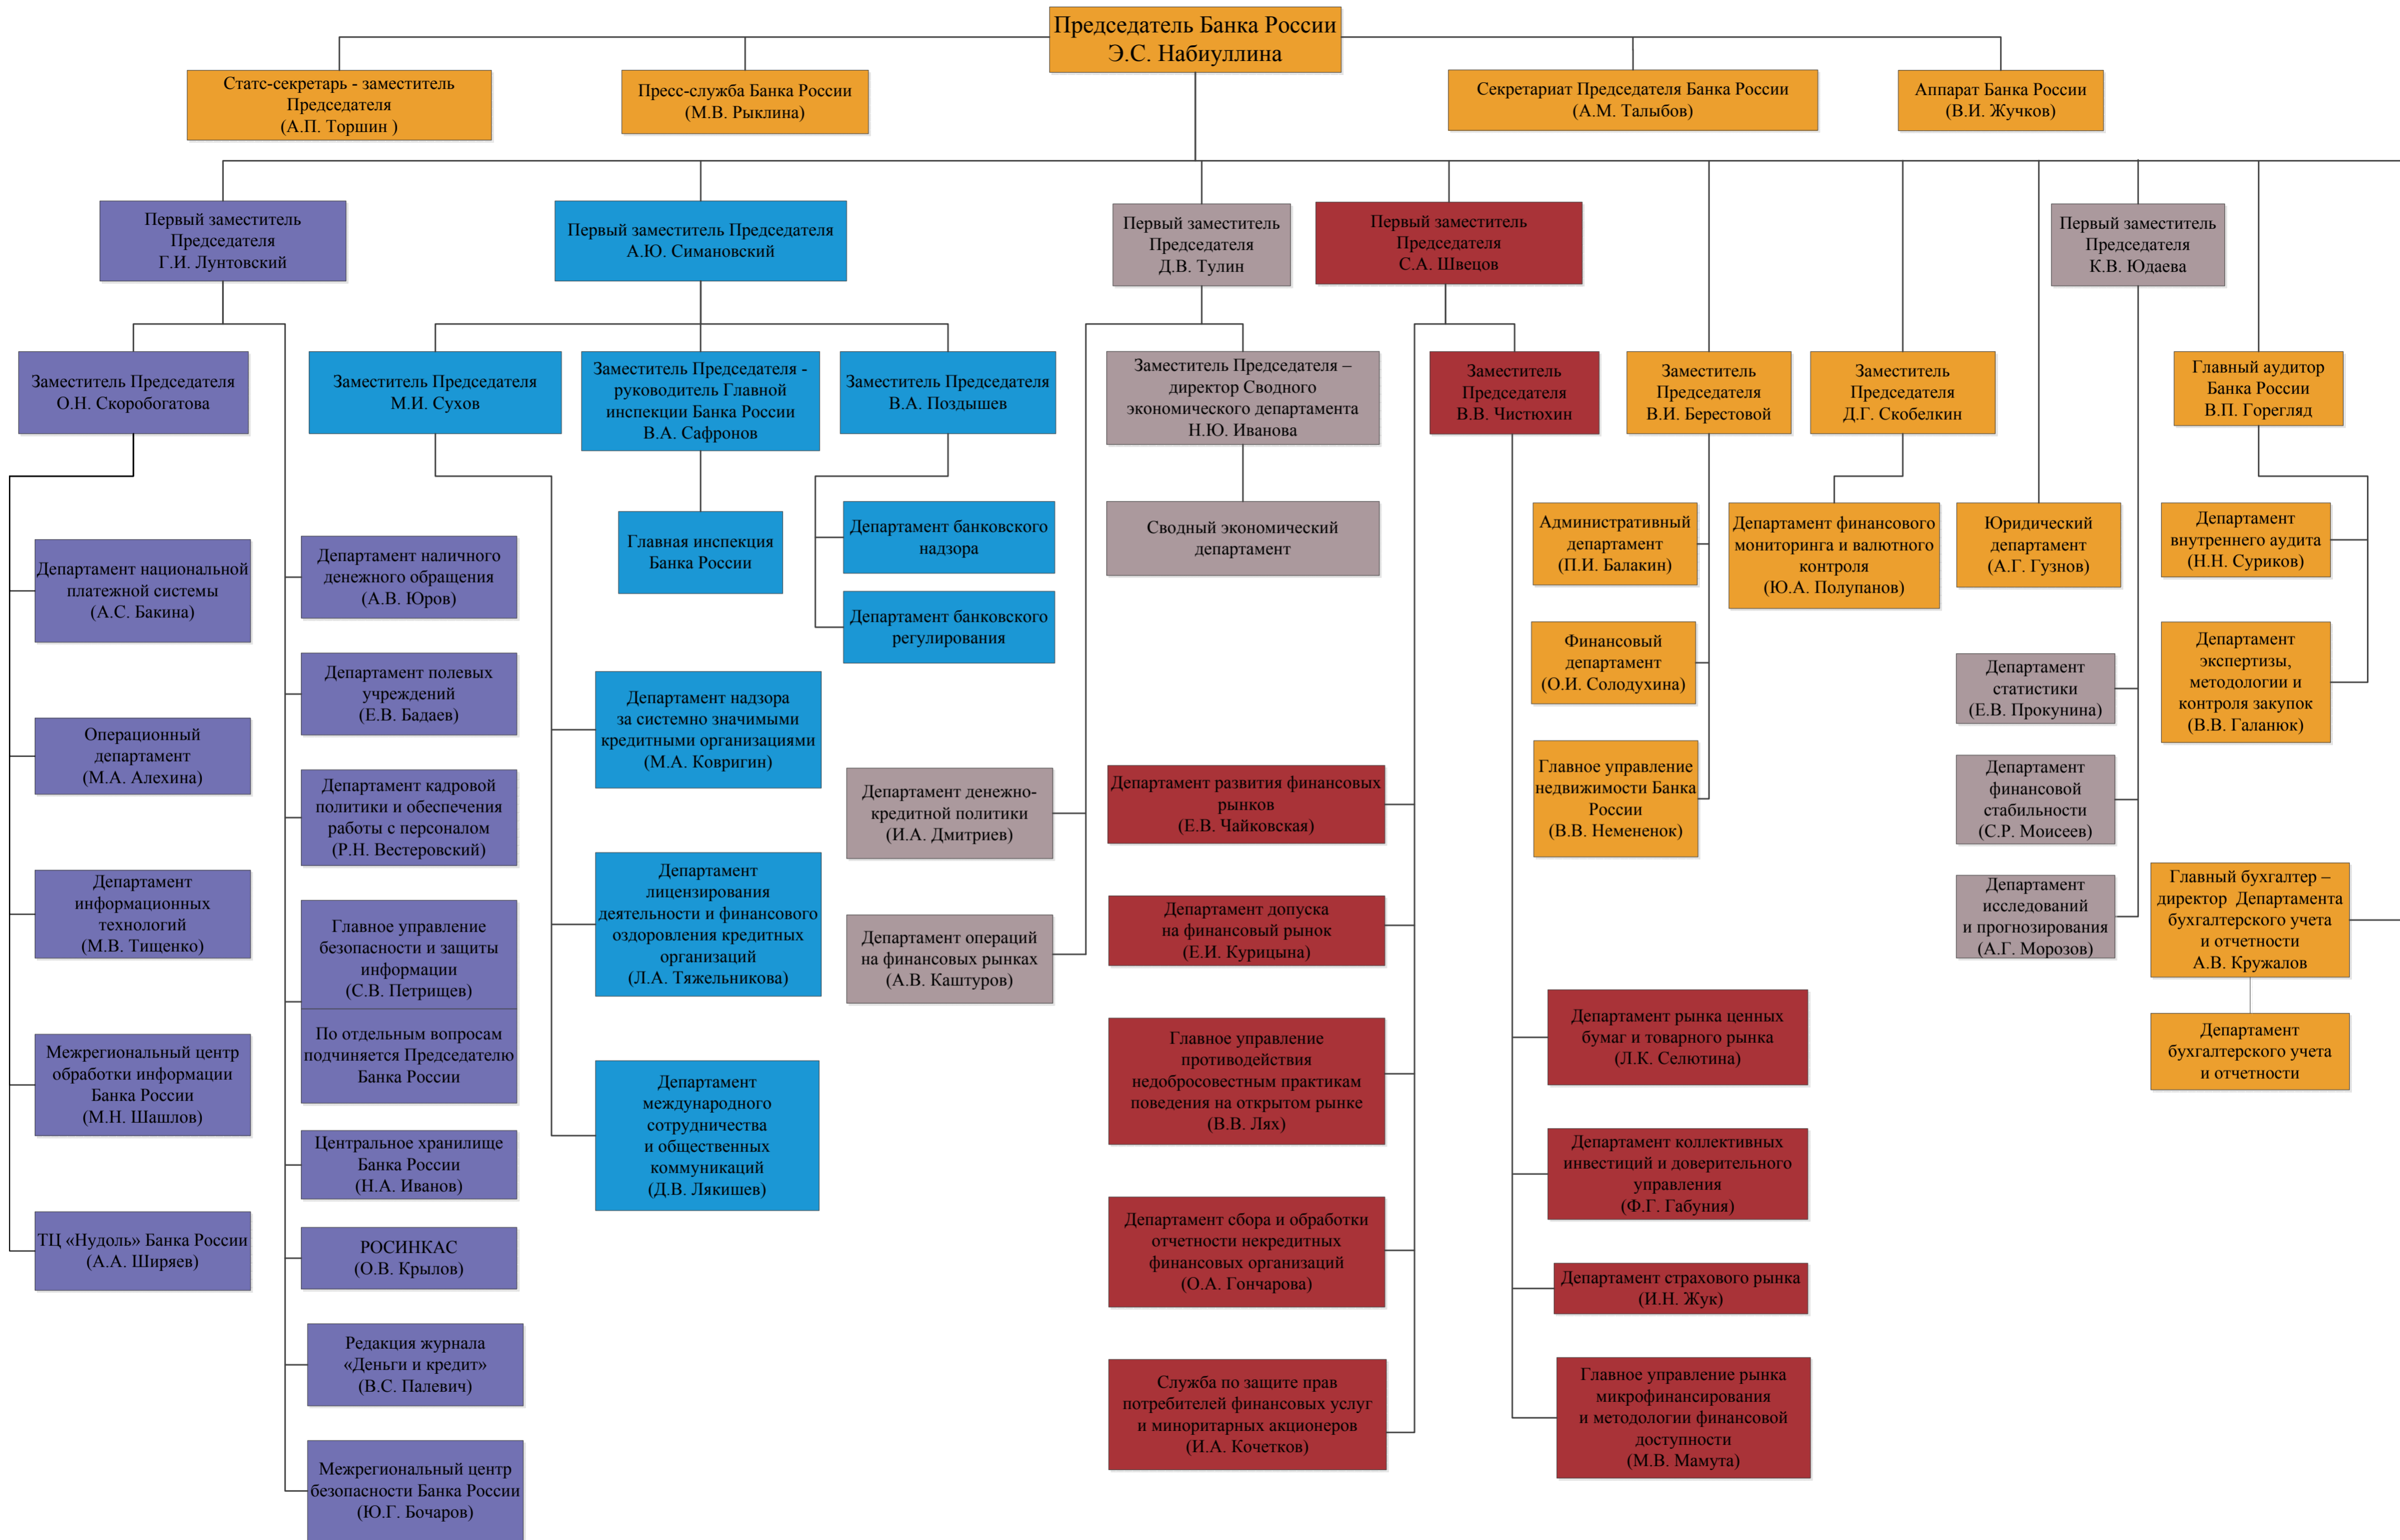 Председатель Банка России
Э.С. Набиуллина
Статс-секретарь - заместитель
Председателя
(А.П. Торшин )
Пресс-служба Банка России
(М.В. Рыклина)
Секретариат Председателя Банка России
(А.М. Талыбов)
Аппарат Банка России
(В.И. Жучков)
Первый заместитель
Председателя
Г.И. Лунтовский
Первый заместитель Председателя
А.Ю. Симановский
Первый заместитель
Председателя
Д.В. Тулин
Первый заместитель
Председателя
С.А. Швецов
Первый заместитель
Председателя
К.В. Юдаева
Заместитель Председателя
О.Н. Скоробогатова
Заместитель Председателя
М.И. Сухов
Заместитель Председателя -
руководитель Главной
инспекции Банка России
В.А. Сафронов
Заместитель Председателя
В.А. Поздышев
Заместитель Председателя –
директор Сводного
экономического департамента
Н.Ю. Иванова
Заместитель
Председателя
В.В. Чистюхин
Заместитель
Председателя
В.И. Берестовой
Заместитель
Председателя
Д.Г. Скобелкин
Главный аудитор
Банка России
В.П. Горегляд
Департамент национальной
платежной системы
(А.С. Бакина)
Операционный
департамент
(М.А. Алехина)
Департамент
информационных
технологий
(М.В. Тищенко)
Межрегиональный центр
обработки информации
Банка России
(М.Н. Шашлов)
ТЦ «Нудоль» Банка России
(А.А. Ширяев)
Департамент наличного
денежного обращения
(А.В. Юров)
Департамент полевых
учреждений
(Е.В. Бадаев)
Департамент кадровой
политики и обеспечения
работы с персоналом
(Р.Н. Вестеровский)
Главное управление
безопасности и защиты
информации
(С.В. Петрищев)
По отдельным вопросам
подчиняется Председателю
Банка России
Центральное хранилище
Банка России
(Н.А. Иванов)
РОСИНКАС
(О.В. Крылов)
Редакция журнала
«Деньги и кредит»
(В.С. Палевич)
Межрегиональный центр
безопасности Банка России
(Ю.Г. Бочаров)
Департамент надзора
за системно значимыми
кредитными организациями
(М.А. Ковригин)
Департамент
лицензирования
деятельности и финансового
оздоровления кредитных
организаций
(Л.А. Тяжельникова)
Департамент
международного
сотрудничества
и общественных
коммуникаций
(Д.В. Лякишев)
Главная инспекция
Банка России
Департамент банковского
надзора
Департамент банковского
регулирования
Сводный экономический
департамент
Департамент денежно-
кредитной политики
(И.А. Дмитриев)
Департамент операций
на финансовых рынках
(А.В. Каштуров)
Департамент развития финансовых
рынков
(Е.В. Чайковская)
Департамент допуска
на финансовый рынок
(Е.И. Курицына)
Главное управление
противодействия
недобросовестным практикам
поведения на открытом рынке
(В.В. Лях)
Департамент сбора и обработки
отчетности некредитных
финансовых организаций
(О.А. Гончарова)
Служба по защите прав
потребителей финансовых услуг
и миноритарных акционеров
(И.А. Кочетков)
Департамент рынка ценных
бумаг и товарного рынка
(Л.К. Селютина)
Департамент коллективных
инвестиций и доверительного
управления
(Ф.Г. Габуния)
Департамент страхового рынка
(И.Н. Жук)
Главное управление рынка
микрофинансирования
и методологии финансовой
доступности
(М.В. Мамута)
Административный
департамент
(П.И. Балакин)
Финансовый
департамент
(О.И. Солодухина)
Главное управление
недвижимости Банка
России
(В.В. Немененок)
Департамент финансового
мониторинга и валютного
контроля
(Ю.А. Полупанов)
Юридический
департамент
(А.Г. Гузнов)
Департамент
статистики
(Е.В. Прокунина)
Департамент
финансовой
стабильности
(С.Р. Моисеев)
Департамент
исследований
и прогнозирования
(А.Г. Морозов)
Департамент
внутреннего аудита
(Н.Н. Суриков)
Департамент
экспертизы,
методологии и
контроля закупок
(В.В. Галанюк)
Главный бухгалтер –
директор Департамента
бухгалтерского учета
и отчетности
А.В. Кружалов
Департамент
бухгалтерского учета
и отчетности